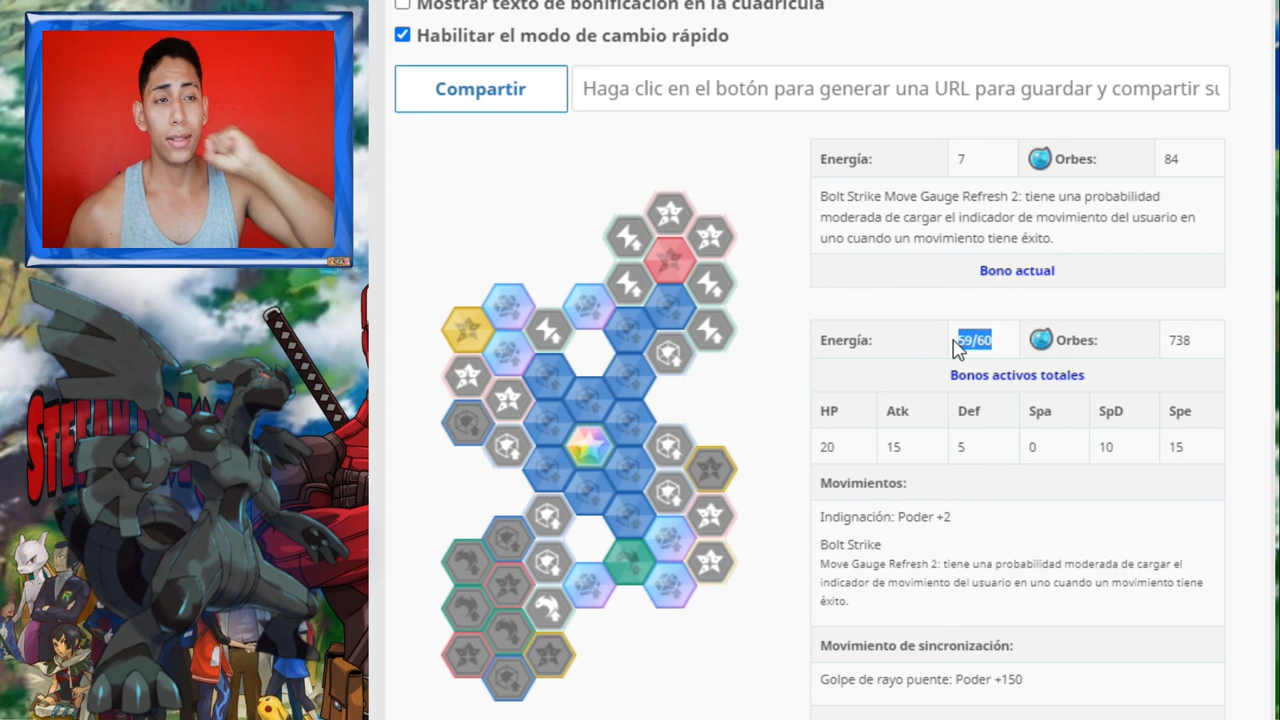 Mostrar texto de bonificación en la cuadrícula
Habilitar el modo de cambio rápido
Compartir
Haga clic en el botón para generar una URL para guardar y compartir su
Energía: 7 Orbes: 84
Bolt Strike Move Gauge Refresh 2: tiene una probabilidad
moderada de cargar el indicador de movimiento del usuario en
uno cuando un movimiento tiene éxito.
Bono actual
Energía: 59/60 Orbes: 738
Bonos activos totales
HP Atk Def Spa SpD Spe
20 15 5 0 10 15
Movimientos:
Indignación: Poder +2
Bolt Strike
Move Gauge Refresh 2: tiene una probabilidad moderada de cargar el
indicador de movimiento del usuario en uno cuando un movimiento tiene
éxito.
Movimiento de sincronización:
Golpe de rayo puente: Poder +150